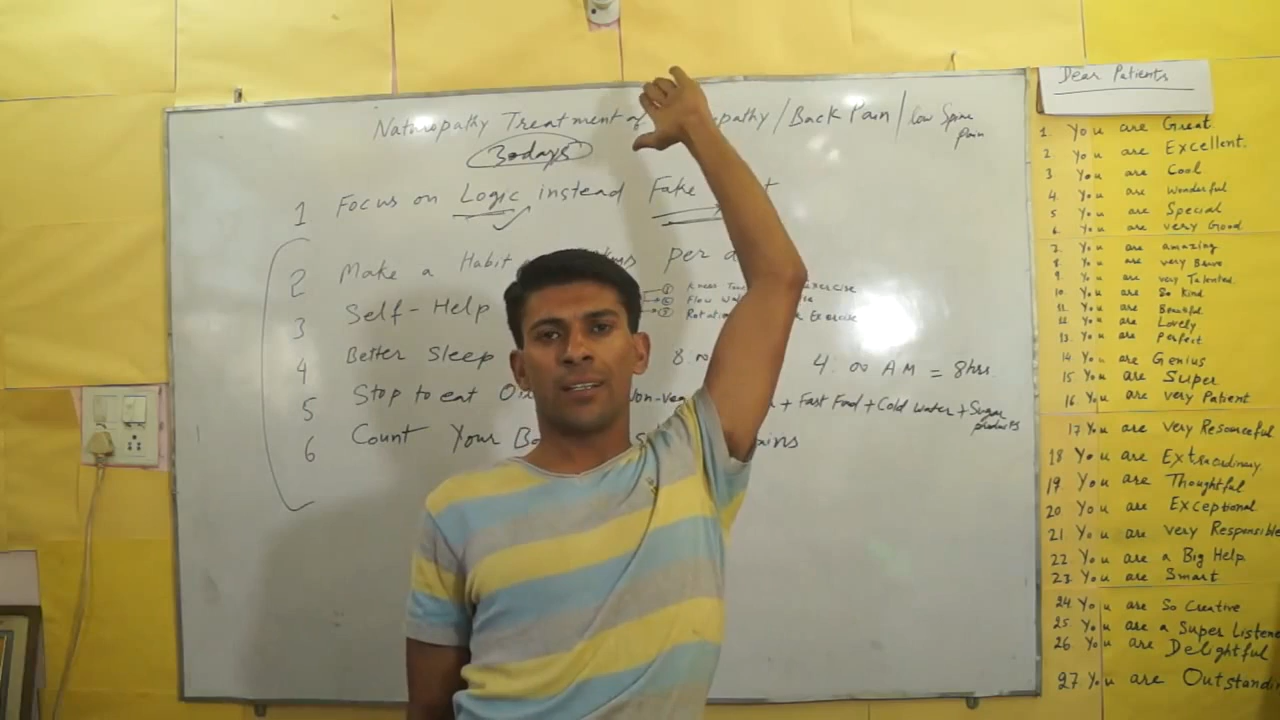 Naturopathy Treatment of pathy/Back Pain/low Spine pain
30days
1 Focus on Logic instead Fake
2 Make a Habit kms per
3 Self-Help
① Knees Exercise
② Flow
③ Rotation Exercise
4 Better Sleep 8:00 4:00 AM = 8hrs.
5 Stop to eat Non-veg + Fast Food + Cold water + Sugar products
6 Count Your
Dear Patients
1. You are Great.
2 You are Excellent.
3 You are Cool
4. You are wonderful
5 You are Special
6. You are very Good
7. You are amazing
8. You are very Brave
9. You are very Talented
10. You are So Kind
11. You are Beautiful
12 You are Lovely
13. You are Perfect
14. You are Genius
15 You are Super
16 You are very Patient
17 You are very Resourceful
18 You are Extraordinary
19 You are Thoughtful
20 You are Exceptional
21 You are very Responsible
22 You are a Big Help
23. You are Smart
24. You are So Creative
25. You are a Super Listene
26. You are Delightful
27 You are Outstandi